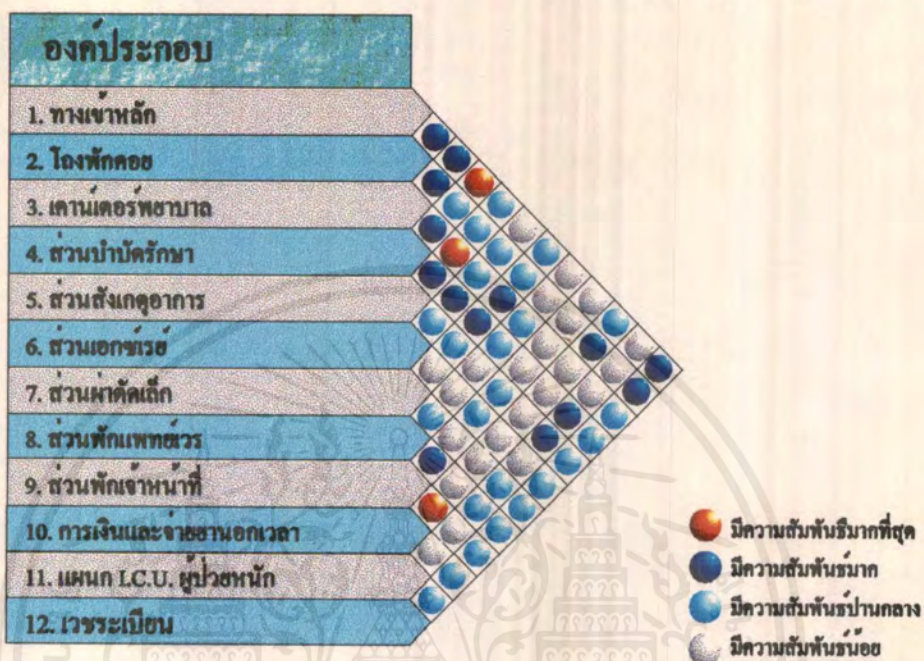 องค์ประกอบ
1. ทางเข้าหลัก
2. โถงพักคอย
3. เคาน์เตอร์พยาบาล
4. ส่วนบำบัดรักษา
5. ส่วนสังเกตุอาการ
6. ส่วนเอกซ์เรย์
7. ส่วนผ่าตัดเล็ก
8. ส่วนพักแพทย์เวร
9. ส่วนพักเจ้าหน้าที่
10. การเงินและจ่ายยานอกเวลา
11. แผนก I.C.U. ผู้ป่วยหนัก
12. เวชระเบียน
มีความสัมพันธ์มากที่สุด
มีความสัมพันธ์มาก
มีความสัมพันธ์ปานกลาง
มีความสัมพันธ์น้อย